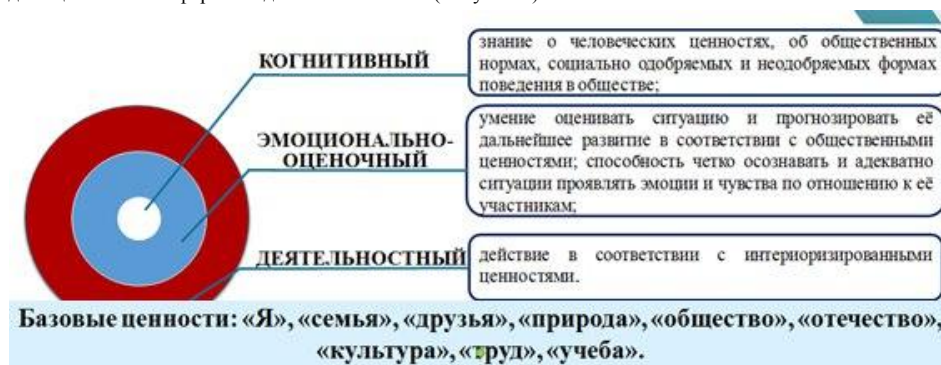 КОГНИТИВНЫЙ
знание о человеческих ценностях, об общественных
нормах, социально одобряемых и неодобряемых формах
поведения в обществе;
ЭМОЦИОНАЛЬНО-
ОЦЕНОЧНЫЙ
умение оценивать ситуацию и прогнозировать её
дальнейшее развитие в соответствии с общественными
ценностями; способность четко осознавать и адекватно
ситуации проявлять эмоции и чувства по отношению к её
участникам;
ДЕЯТЕЛЬНОСТНЫЙ
действие в соответствии с интериоризированными
ценностями.
Базовые ценности: «Я», «семья», «друзья», «природа», «общество», «отечество»,
«культура», «труд», «учеба».